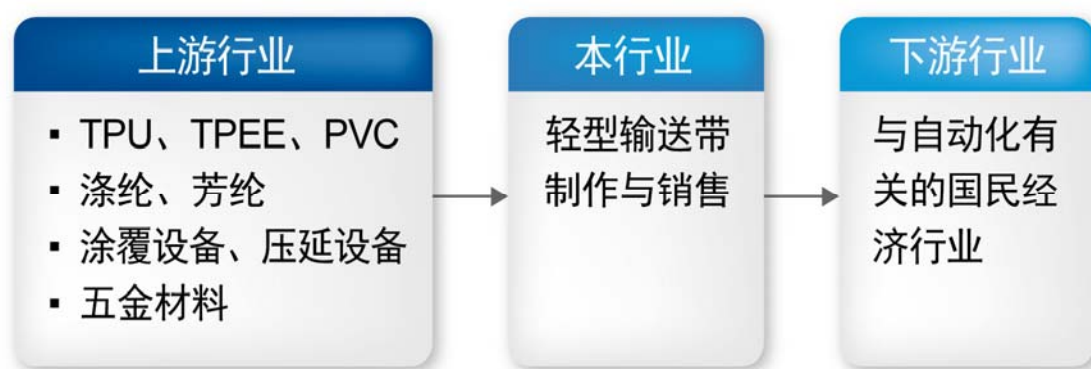 上游行业
▪ TPU、TPEE、PVC
▪ 涤纶、芳纶
▪ 涂覆设备、压延设备
▪ 五金材料
本行业
轻型输送带
制作与销售
下游行业
与自动化有
关的国民经
济行业